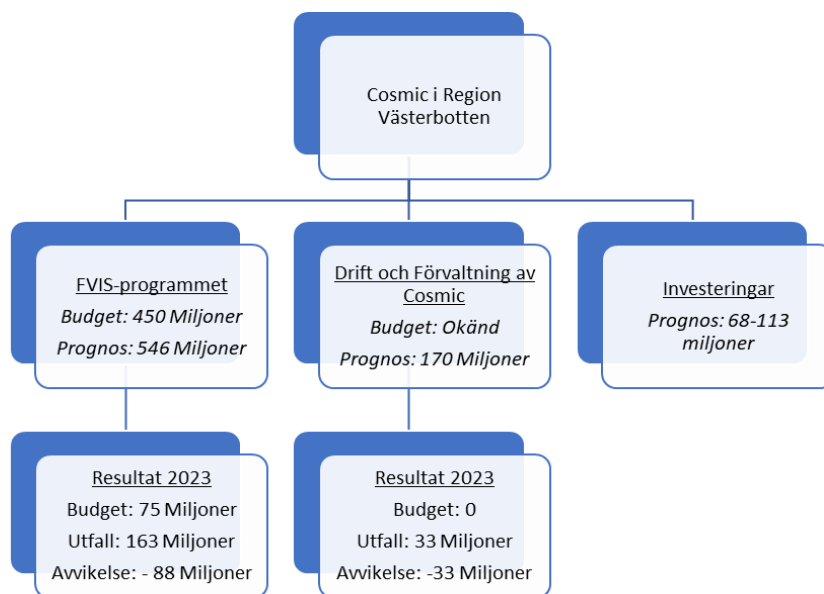 Cosmic i Region
Västerbotten
FVIS-programmet
Budget: 450 Miljoner
Prognos: 546 Miljoner
Drift och Förvaltning av
Cosmic
Budget: Okänd
Prognos: 170 Miljoner
Investeringar
Prognos: 68-113
miljoner
Resultat 2023
Budget: 75 Miljoner
Utfall: 163 Miljoner
Avvikelse: - 88 Miljoner
Resultat 2023
Budget: 0
Utfall: 33 Miljoner
Avvikelse: -33 Miljoner